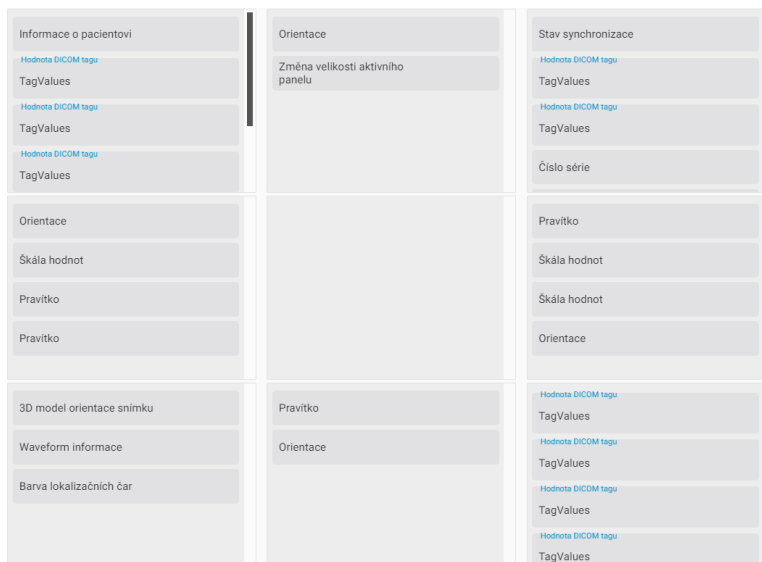 Informace o pacientovi
Hodnota DICOM tagu
TagValues
Hodnota DICOM tagu
TagValues
Hodnota DICOM tagu
TagValues
Orientace
Změna velikosti aktivního
panelu
Stav synchronizace
Hodnota DICOM tagu
TagValues
Hodnota DICOM tagu
TagValues
Číslo série
Orientace
Škála hodnot
Pravítko
Pravítko
Pravítko
Škála hodnot
Škála hodnot
Orientace
3D model orientace snímku
Waveform informace
Barva lokalizačních čar
Pravítko
Orientace
Hodnota DICOM tagu
TagValues
Hodnota DICOM tagu
TagValues
Hodnota DICOM tagu
TagValues
Hodnota DICOM tagu
TagValues